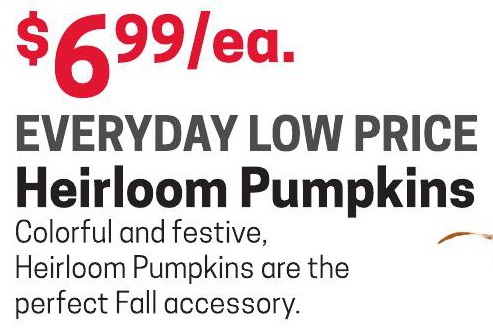 $6.99/ea.
EVERYDAY LOW PRICE
Heirloom Pumpkins
Colorful and festive,
Heirloom Pumpkins are the
perfect Fall accessory.